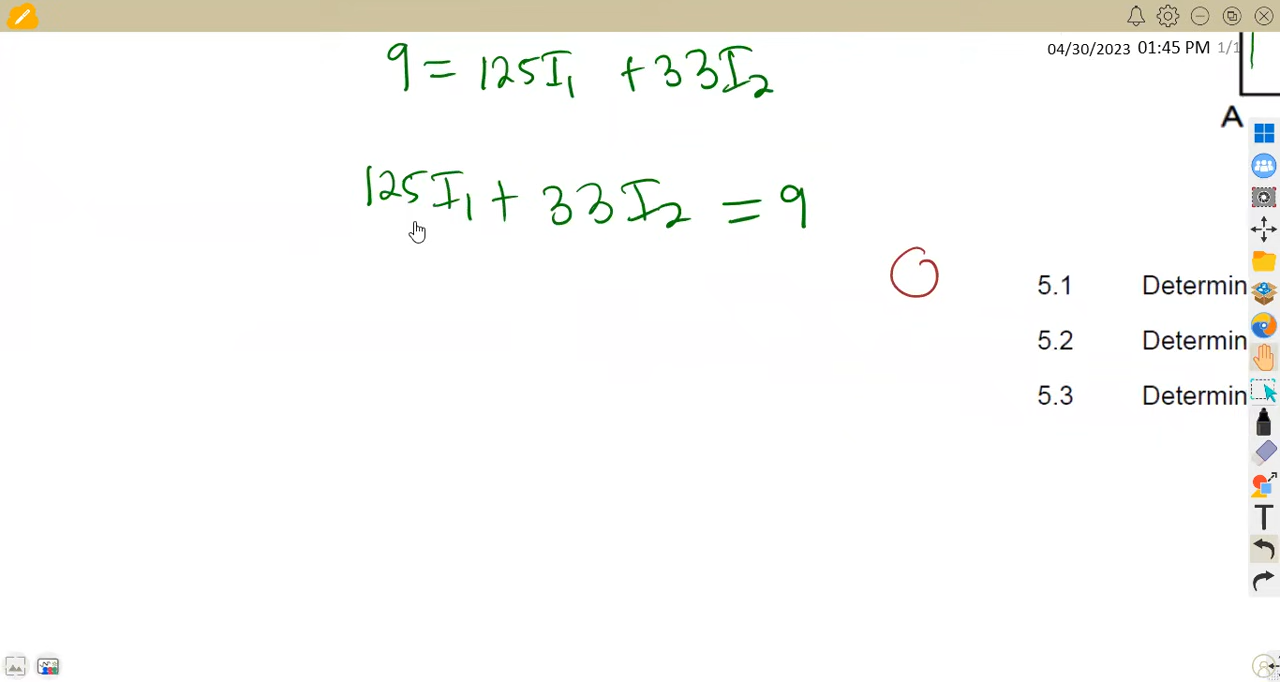 04/30/2023 01:45 PM 1/1
9 = 125I₁ + 33I₂
A
125I₁ + 33I₂ = 9
5.1 Determin
5.2 Determin
5.3 Determin
T